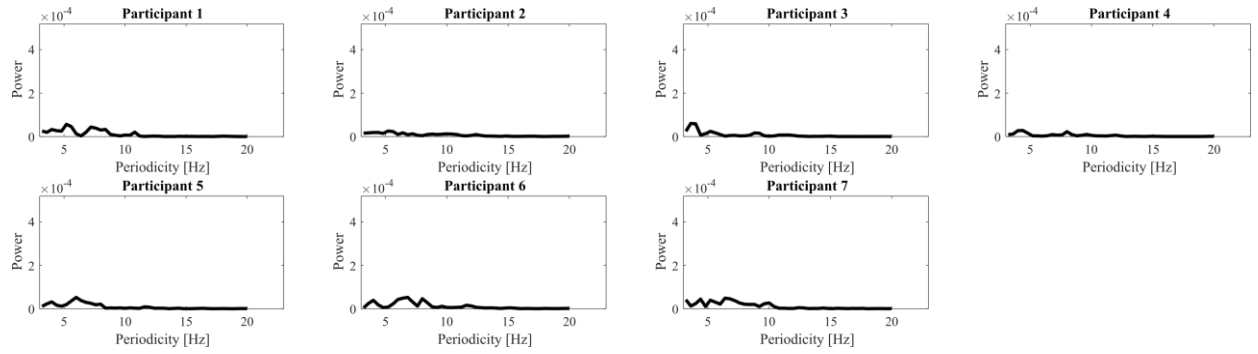 Participant 1
×10⁻⁴
4
2
0
Power
5 10 15 20
Periodicity [Hz]
Participant 2
×10⁻⁴
4
2
0
Power
5 10 15 20
Periodicity [Hz]
Participant 3
×10⁻⁴
4
2
0
Power
5 10 15 20
Periodicity [Hz]
Participant 4
×10⁻⁴
4
2
0
Power
5 10 15 20
Periodicity [Hz]
Participant 5
×10⁻⁴
4
2
0
Power
5 10 15 20
Periodicity [Hz]
Participant 6
×10⁻⁴
4
2
0
Power
5 10 15 20
Periodicity [Hz]
Participant 7
×10⁻⁴
4
2
0
Power
5 10 15 20
Periodicity [Hz]